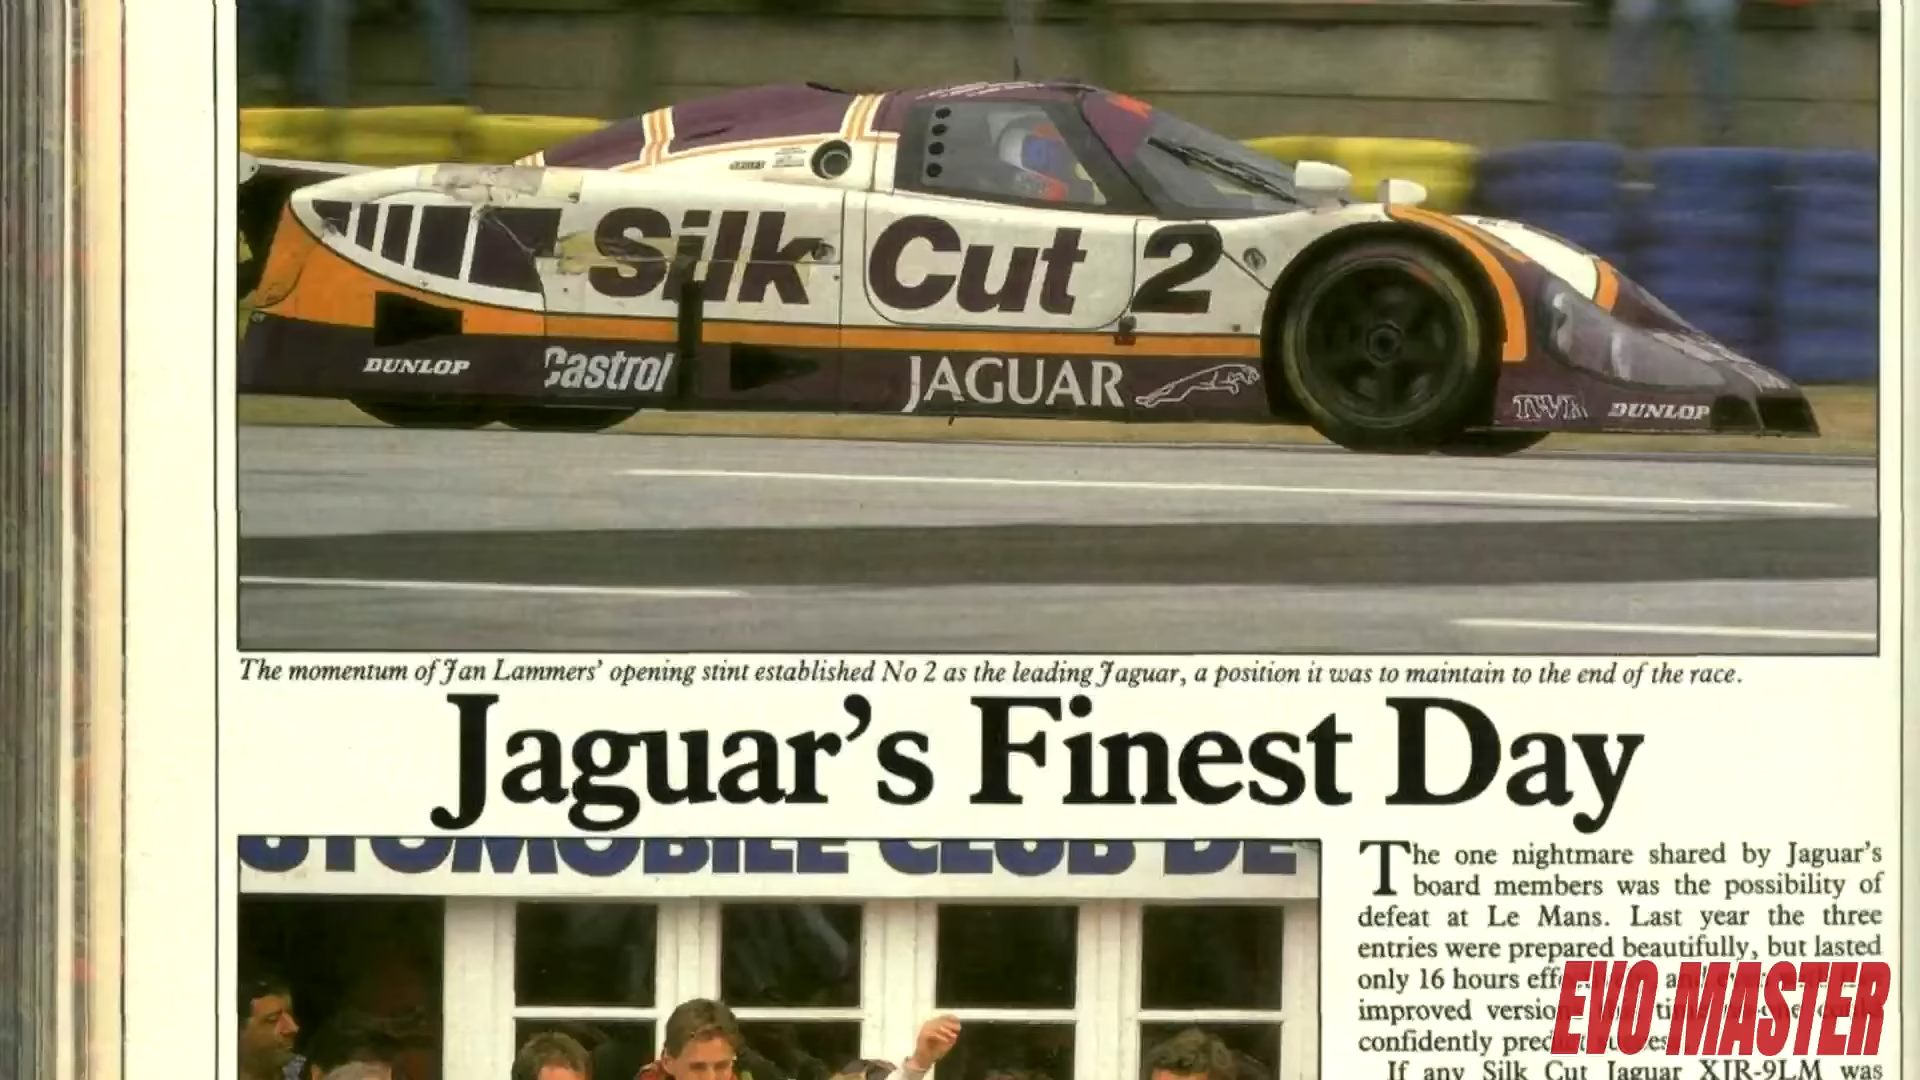 Silk Cut 2
DUNLOP
Castrol
JAGUAR
TWR
DUNLOP
The momentum of Jan Lammers' opening stint established No 2 as the leading Jaguar, a position it was to maintain to the end of the race.
Jaguar's Finest Day
CLUB DE
The one nightmare shared by Jaguar's
board members was the possibility of
defeat at Le Mans. Last year the three
entries were prepared beautifully, but lasted
only 16 hours
improved
confidently
If any Silk Cut Jaguar XJR-9LM was
EVO MASTER